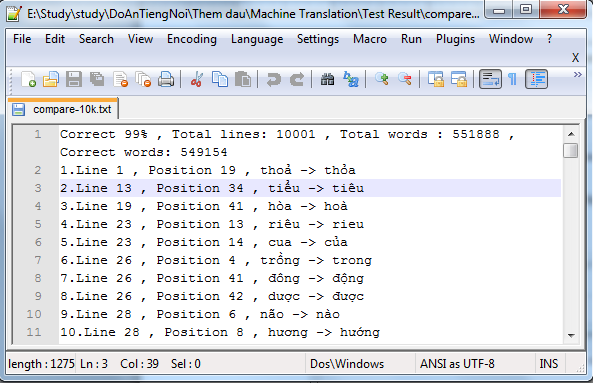 E:\Study\study\DoAnTiengNoi\Them dau\Machine Translation\Test Result\compare...
File Edit Search View Encoding Language Settings Macro Run Plugins Window ?
X
compare-10k.txt
1 Correct 99% , Total lines: 10001 , Total words : 551888 ,
Correct words: 549154
2 1.Line 1 , Position 19 , thoả -> thỏa
3 2.Line 13 , Position 34 , tiểu -> tiêu
4 3.Line 19 , Position 41 , hòa -> hoà
5 4.Line 23 , Position 13 , riêu -> rieu
6 5.Line 23 , Position 14 , cua -> của
7 6.Line 26 , Position 4 , trồng -> trong
8 7.Line 26 , Position 41 , đông -> động
9 8.Line 26 , Position 42 , dược -> được
10 9.Line 28 , Position 6 , não -> nào
11 10.Line 28 , Position 8 , hương -> hướng
length : 1275 Ln : 3 Col : 39 Sel : 0 Dos\Windows ANSI as UTF-8 INS